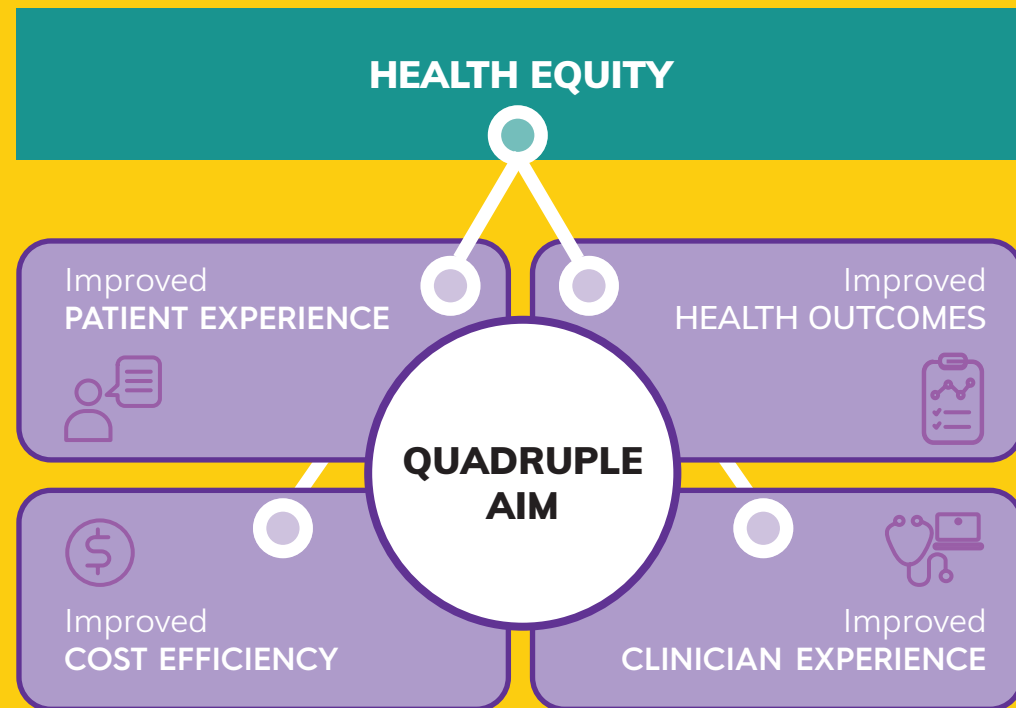 HEALTH EQUITY
Improved
PATIENT EXPERIENCE
Improved
HEALTH OUTCOMES
QUADRUPLE
AIM
$
Improved
COST EFFICIENCY
Improved
CLINICIAN EXPERIENCE